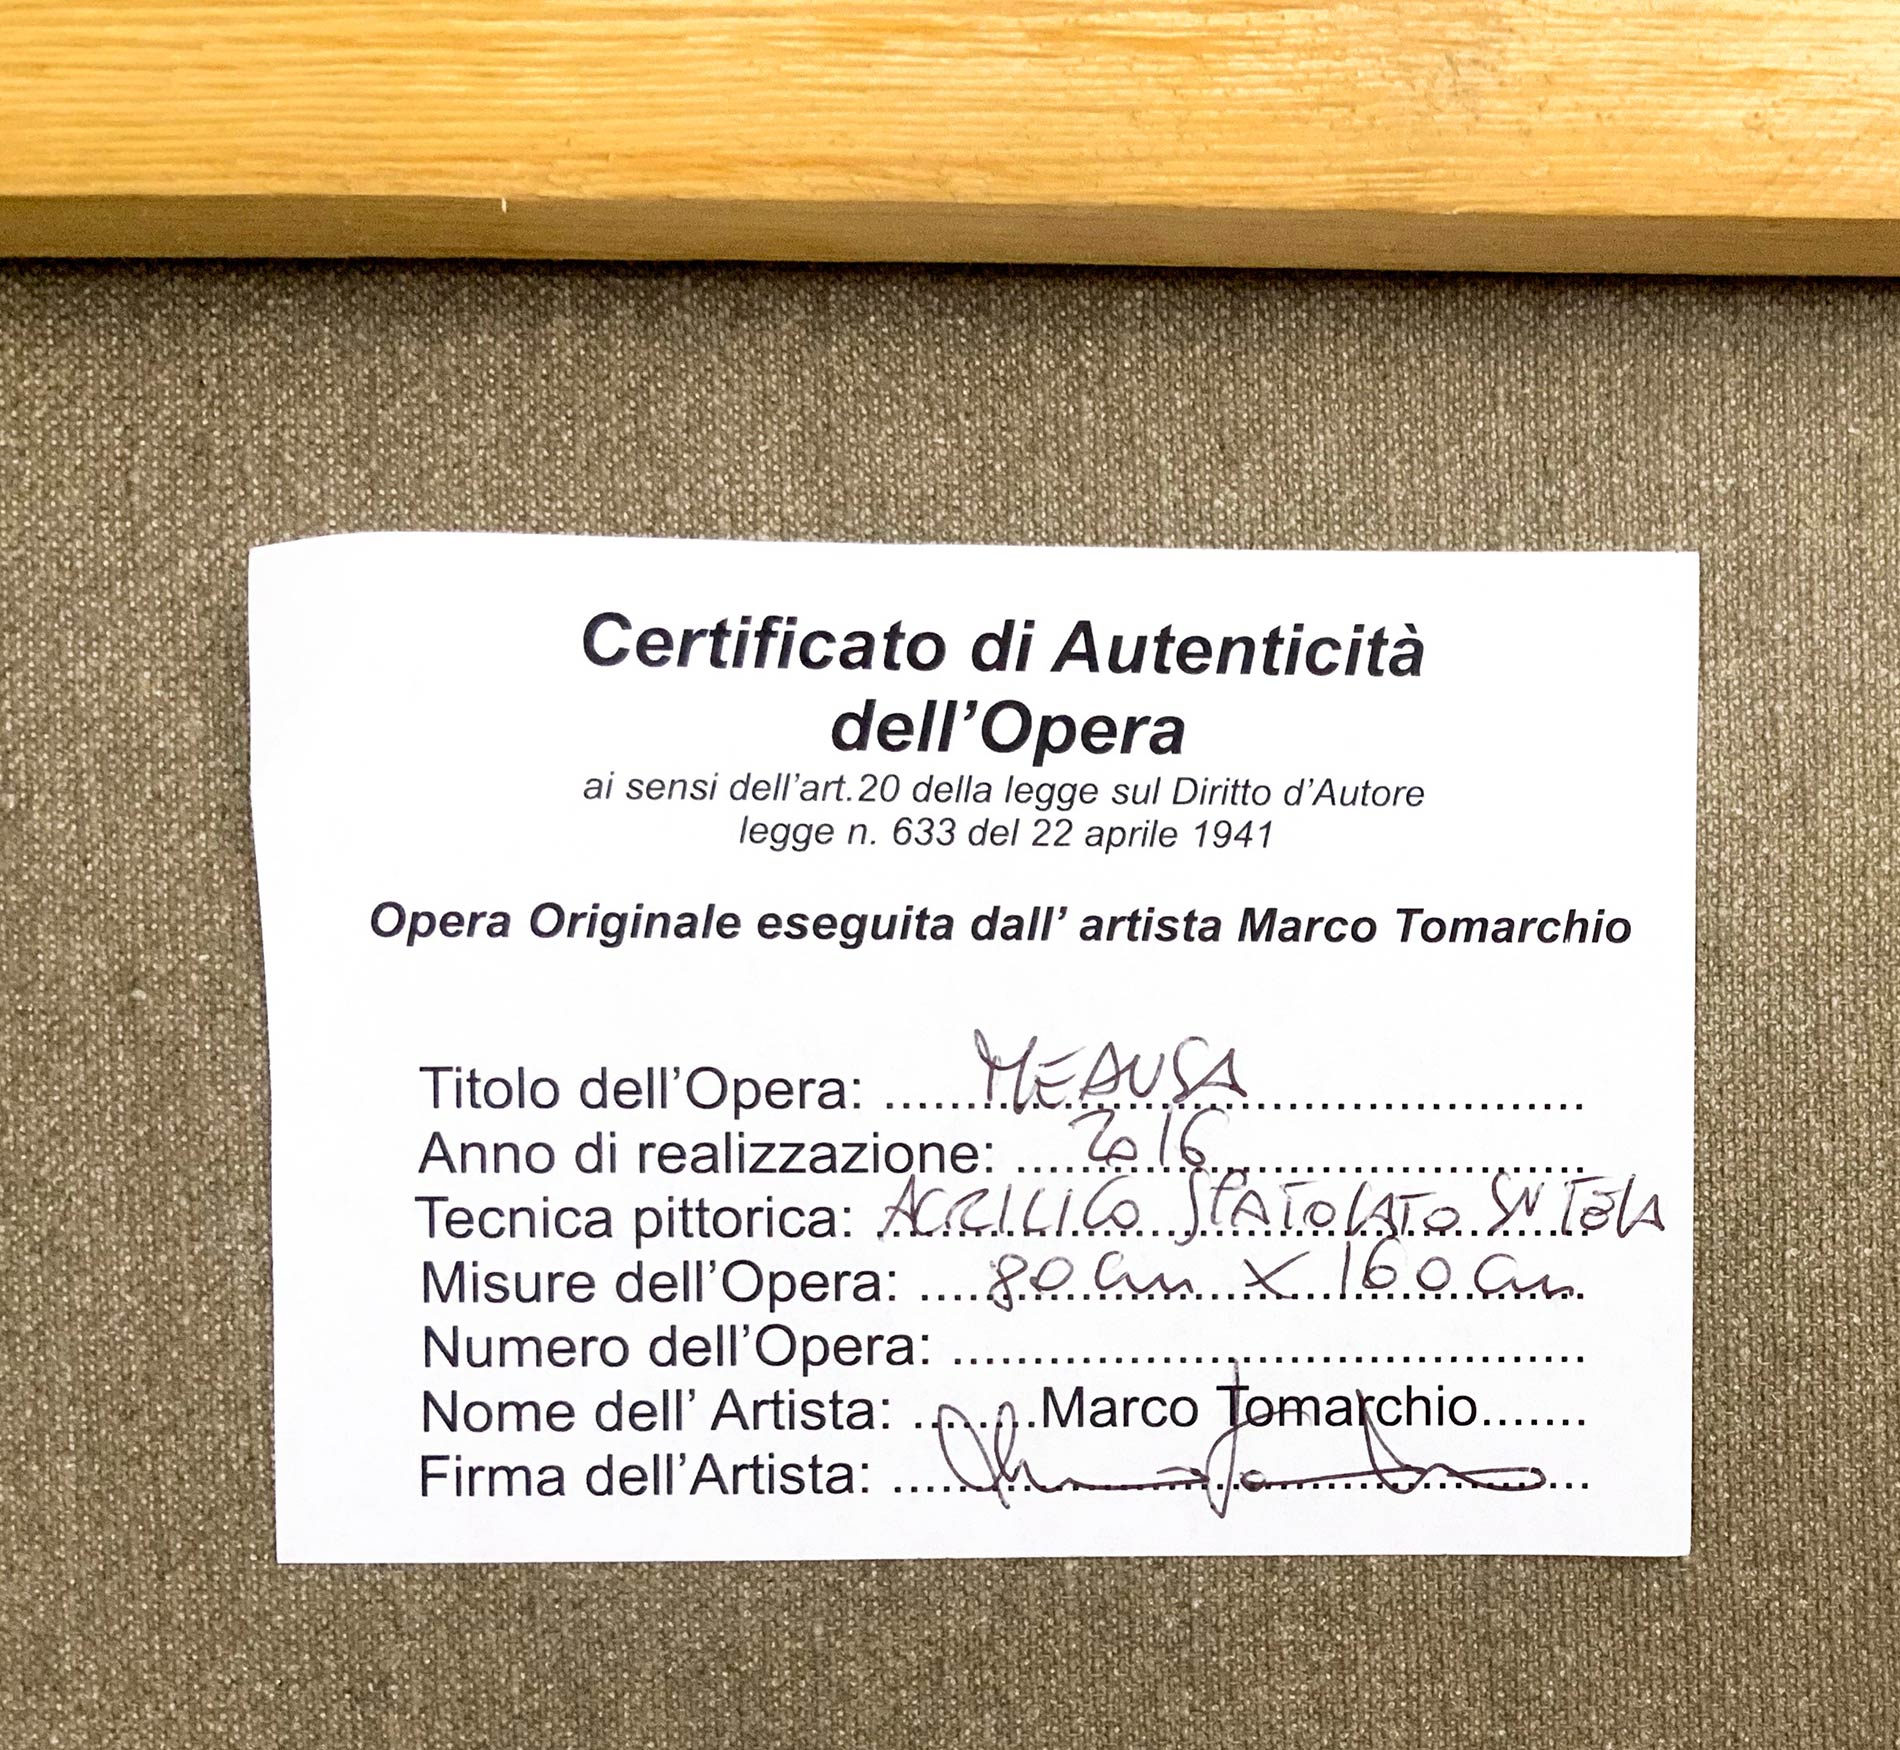 Certificato di Autenticità
dell'Opera
ai sensi dell'art.20 della legge sul Diritto d'Autore
legge n. 633 del 22 aprile 1941
Opera Originale eseguita dall' artista Marco Tomarchio
Titolo dell'Opera: MEDUSA
Anno di realizzazione: 2016
Tecnica pittorica: ACRILICO SPATOLATO SU TELA
Misure dell'Opera: 80 cm x 160 cm
Numero dell'Opera: ........................................
Nome dell' Artista: ........Marco Tomarchio.......
Firma dell'Artista: